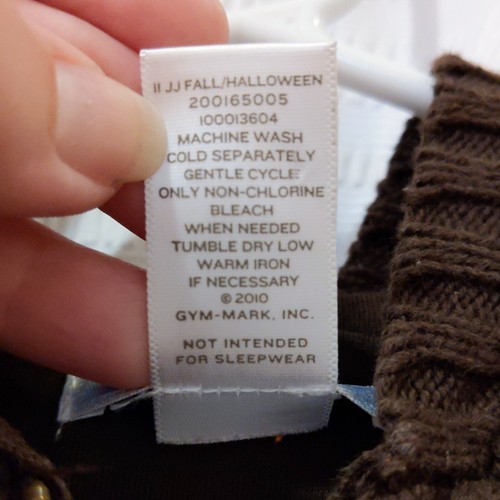 11 JJ FALL/HALLOWEEN
200165005
100013604
MACHINE WASH
COLD SEPARATELY
GENTLE CYCLE
ONLY NON-CHLORINE
BLEACH
WHEN NEEDED
TUMBLE DRY LOW
WARM IRON
IF NECESSARY
© 2010
GYM-MARK, INC.
NOT INTENDED
FOR SLEEPWEAR